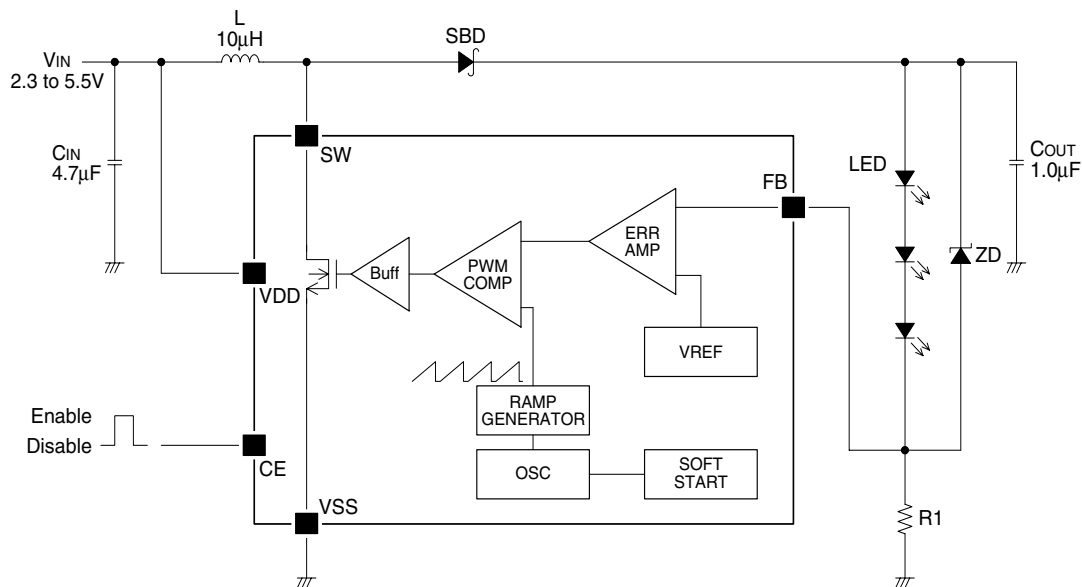 L
10μH
SBD
VIN
2.3 to 5.5V
CIN
4.7μF
SW
FB
LED
COUT
1.0μF
ERR
AMP
Buff
PWM
COMP
VDD
ZD
VREF
RAMP
GENERATOR
Enable
Disable
CE
OSC
SOFT
START
VSS
R1